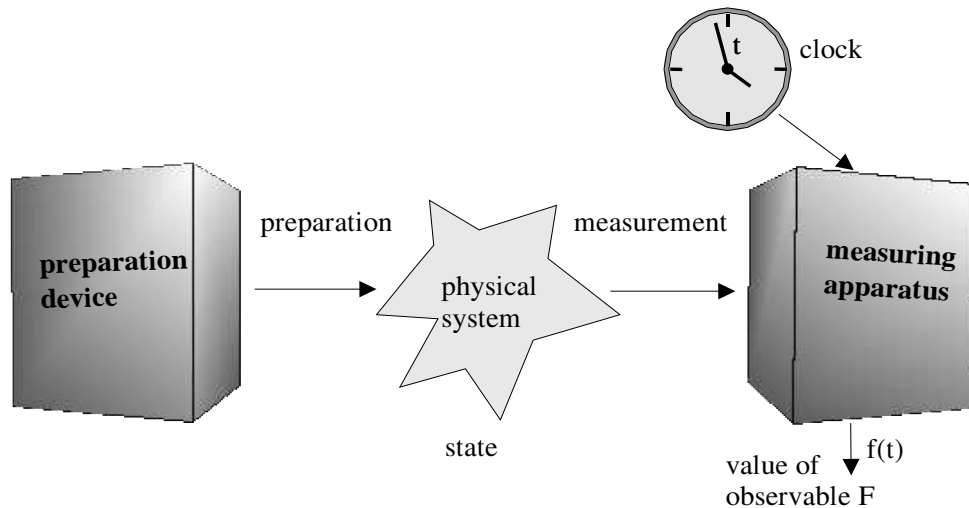 t
clock
preparation
measurement
preparation
device
physical
system
measuring
apparatus
state
f(t)
value of
observable F